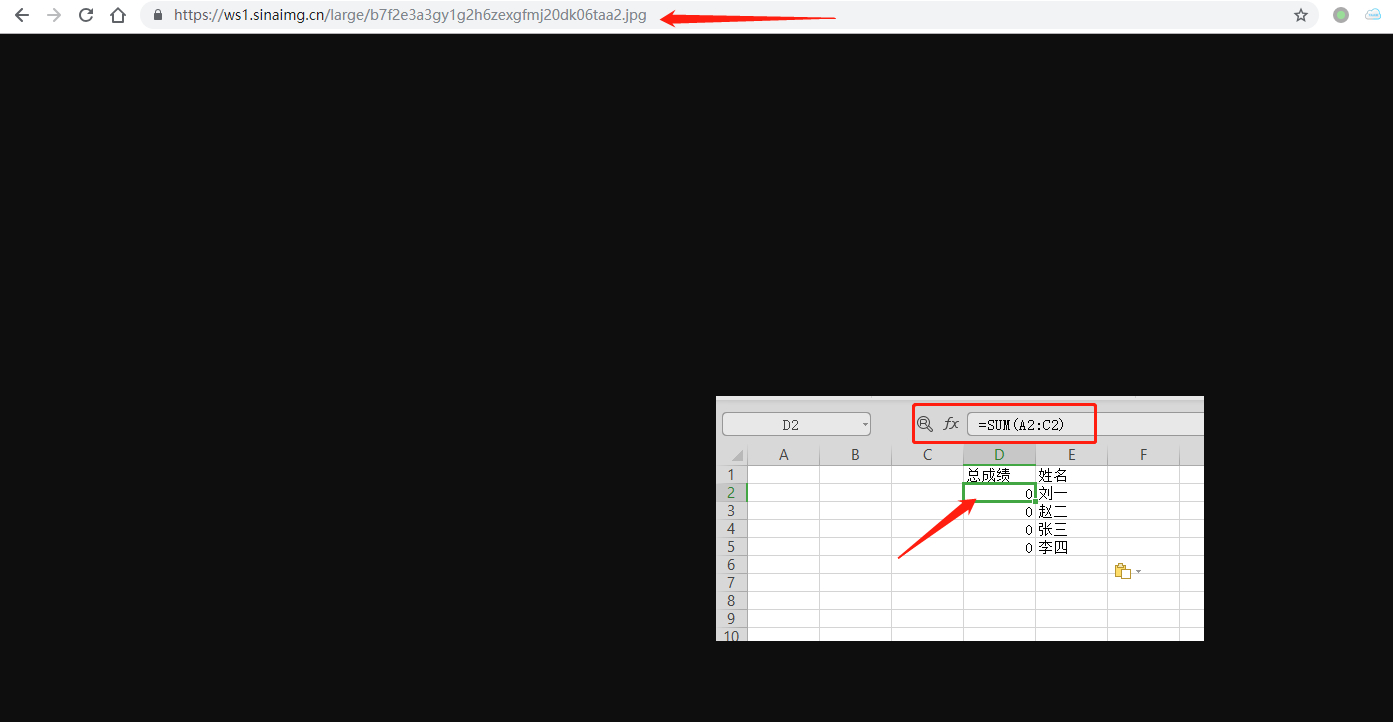 https://ws1.sinaimg.cn/large/b7f2e3a3gy1g2h6zexgfmj20dk06taa2.jpg
D2 fx =SUM(A2:C2)
A B C D E F
1 总成绩 姓名
2 0 刘一
3 0 赵二
4 0 张三
5 0 李四
6
7
8
9
10